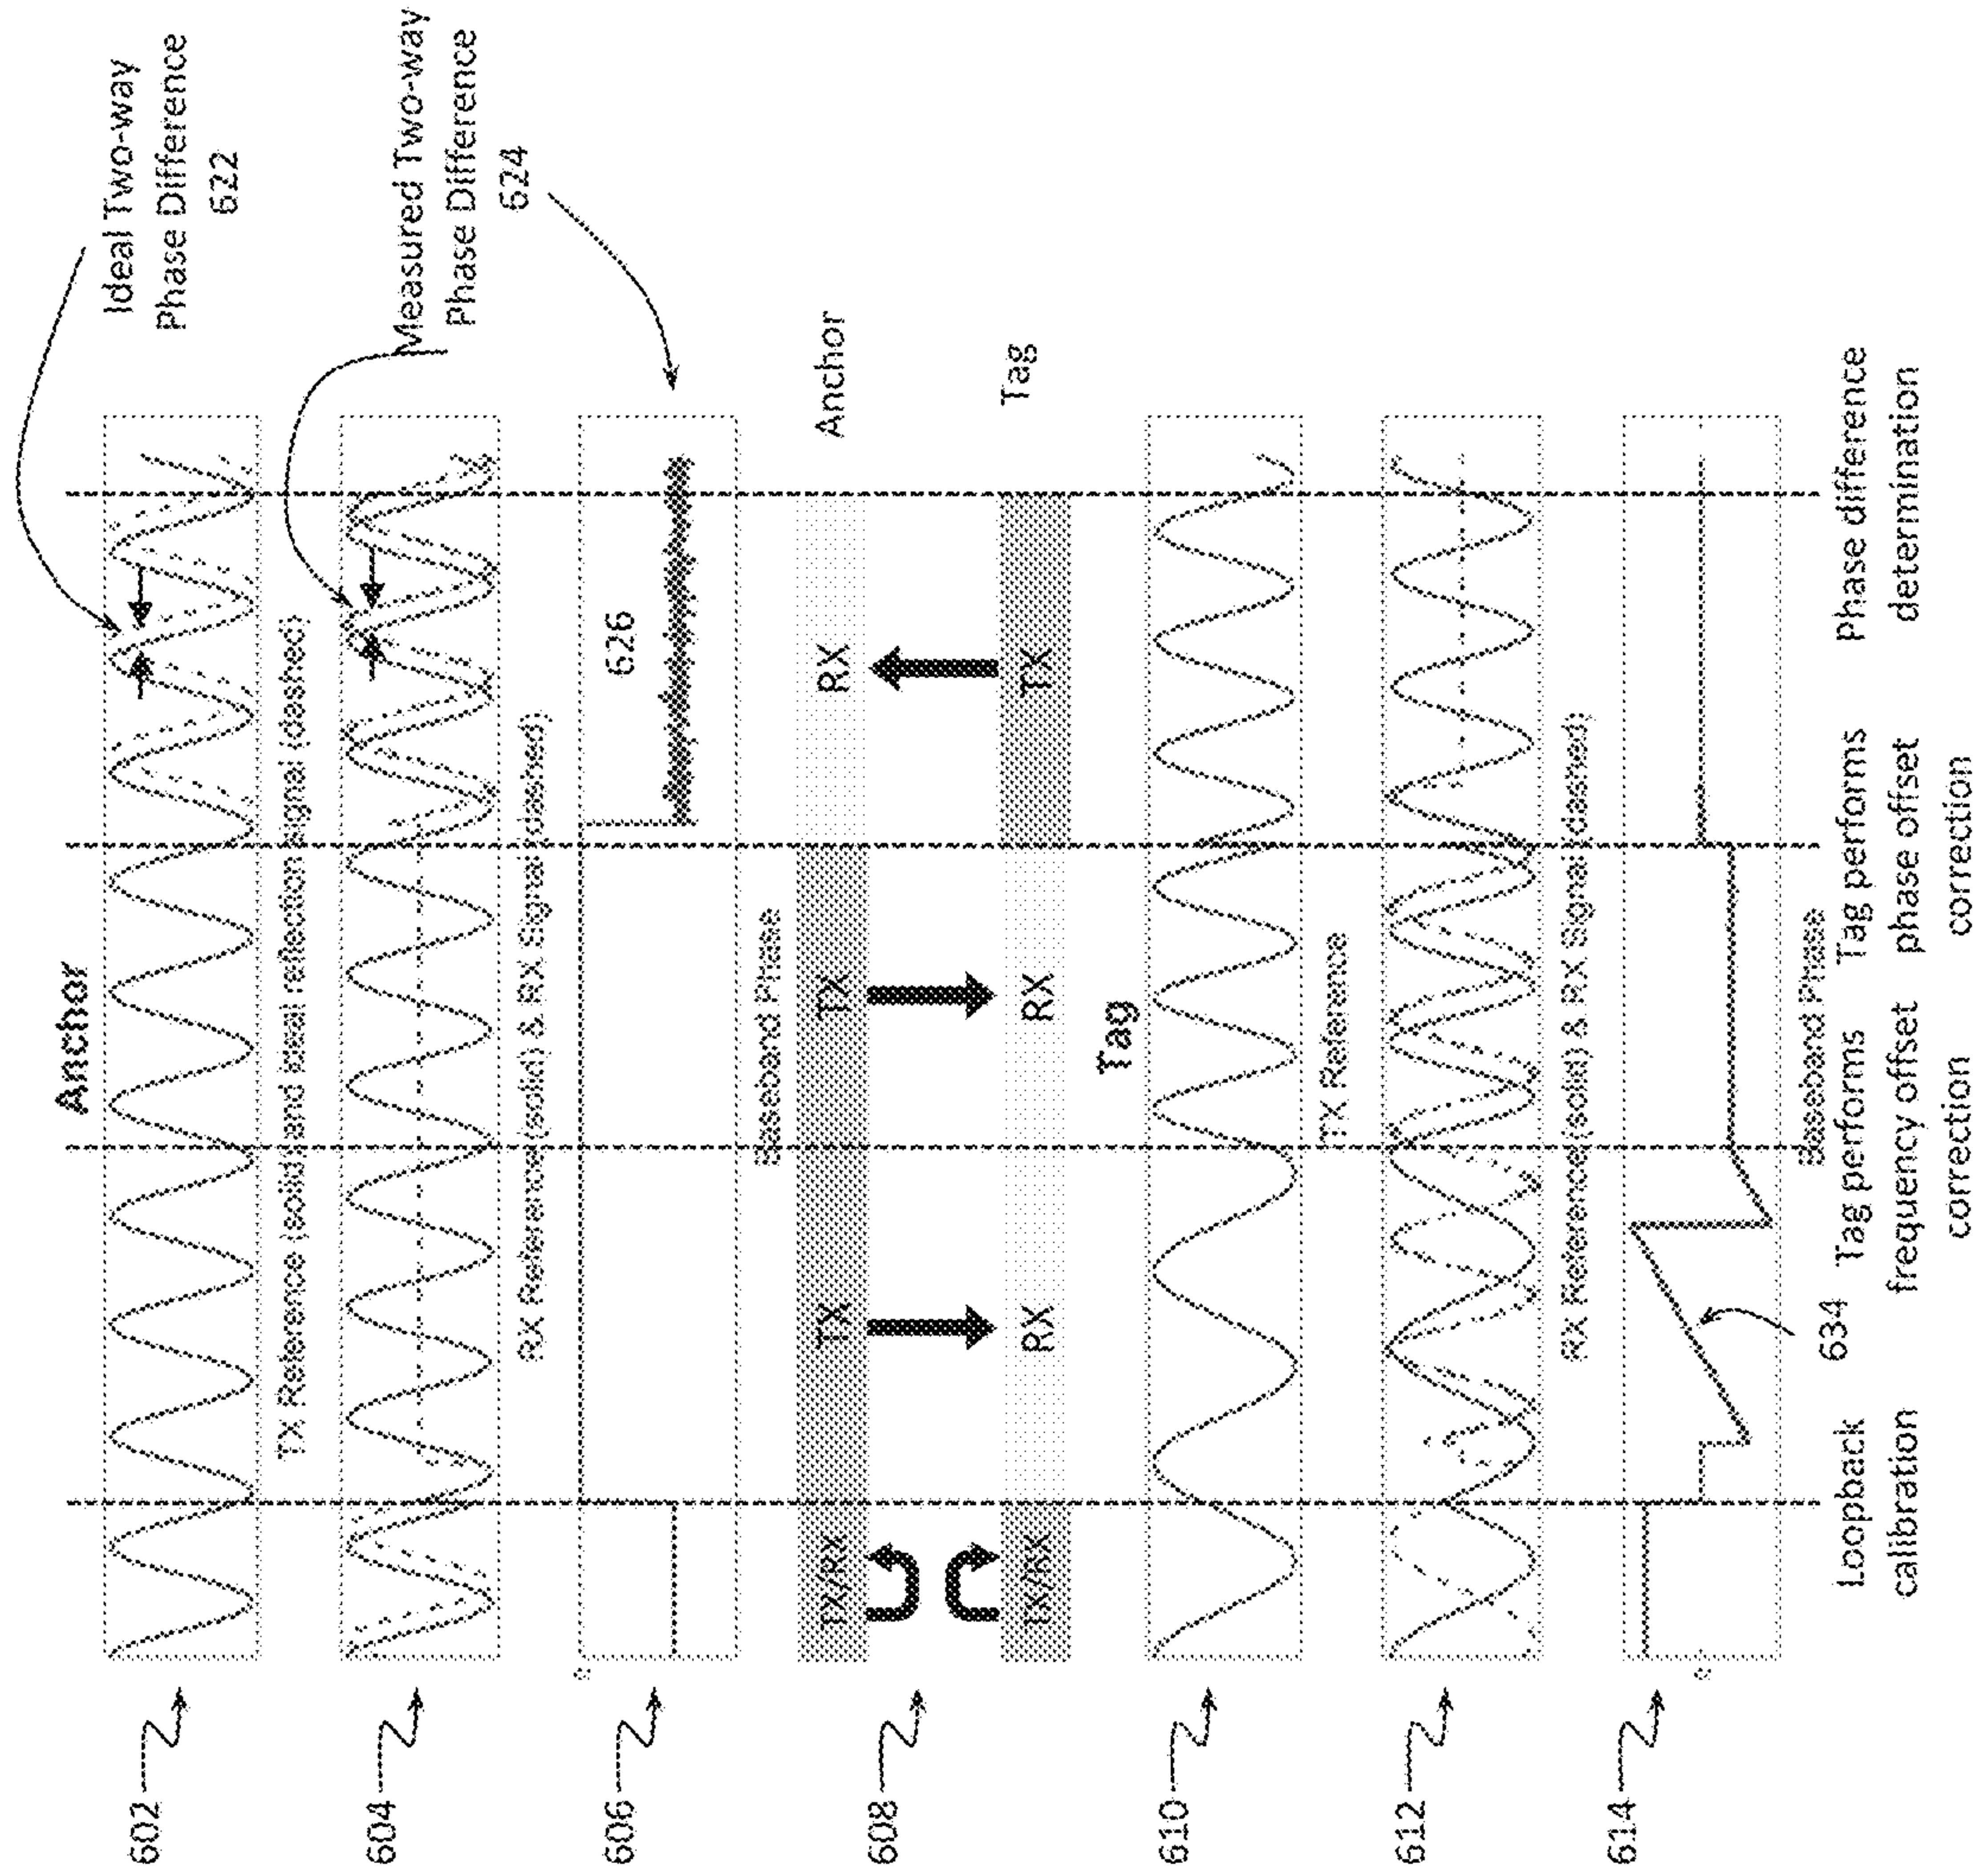 Ideal Two-way
Phase Difference
622
Measured Two-way
Phase Difference
624
Anchor
602
TX Reference (solid) and ideal reflection signal (dashed)
604
RX Reference (solid) & RX Signal (dashed)
606
0
626
Baseband Phase
608
TX/RX
TX
TX
RX
Anchor
TX/RX
RX
RX
TX
Tag
Tag
610
TX Reference
612
RX Reference (solid) & RX Signal (dashed)
614
0
Baseband Phase
634
Loopback
calibration
Tag performs
frequency offset
correction
Tag performs
phase offset
correction
Phase difference
determination